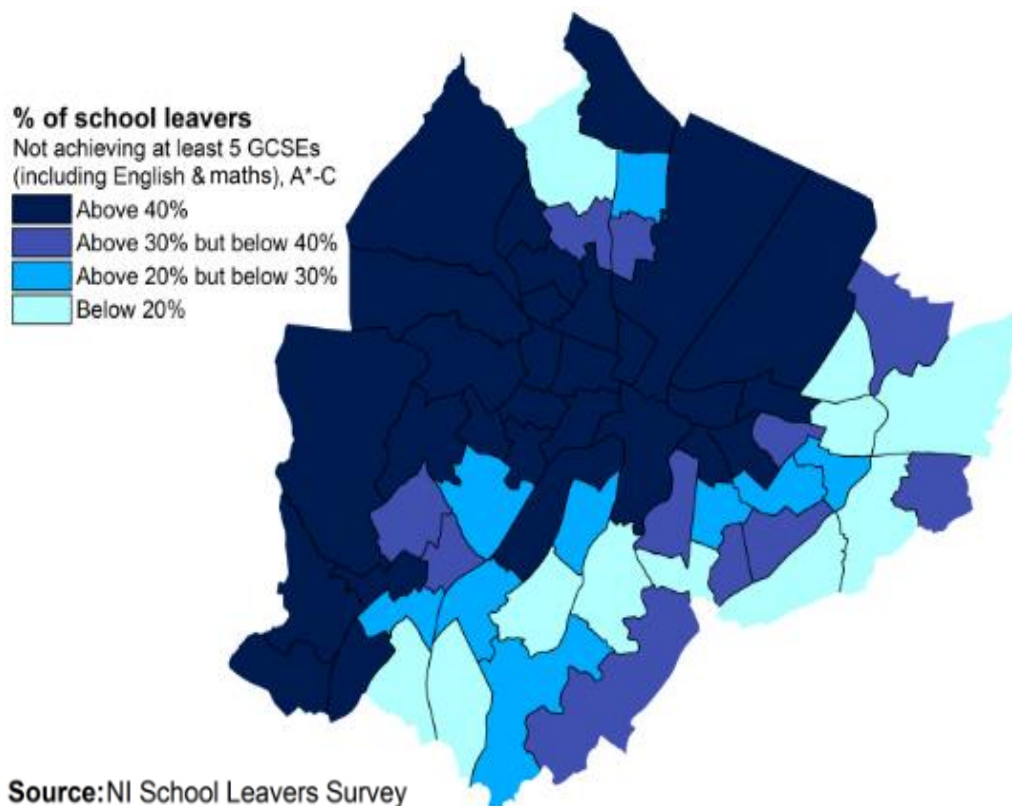 % of school leavers
Not achieving at least 5 GCSEs
(including English & maths), A*-C
Above 40%
Above 30% but below 40%
Above 20% but below 30%
Below 20%
Source:NI School Leavers Survey